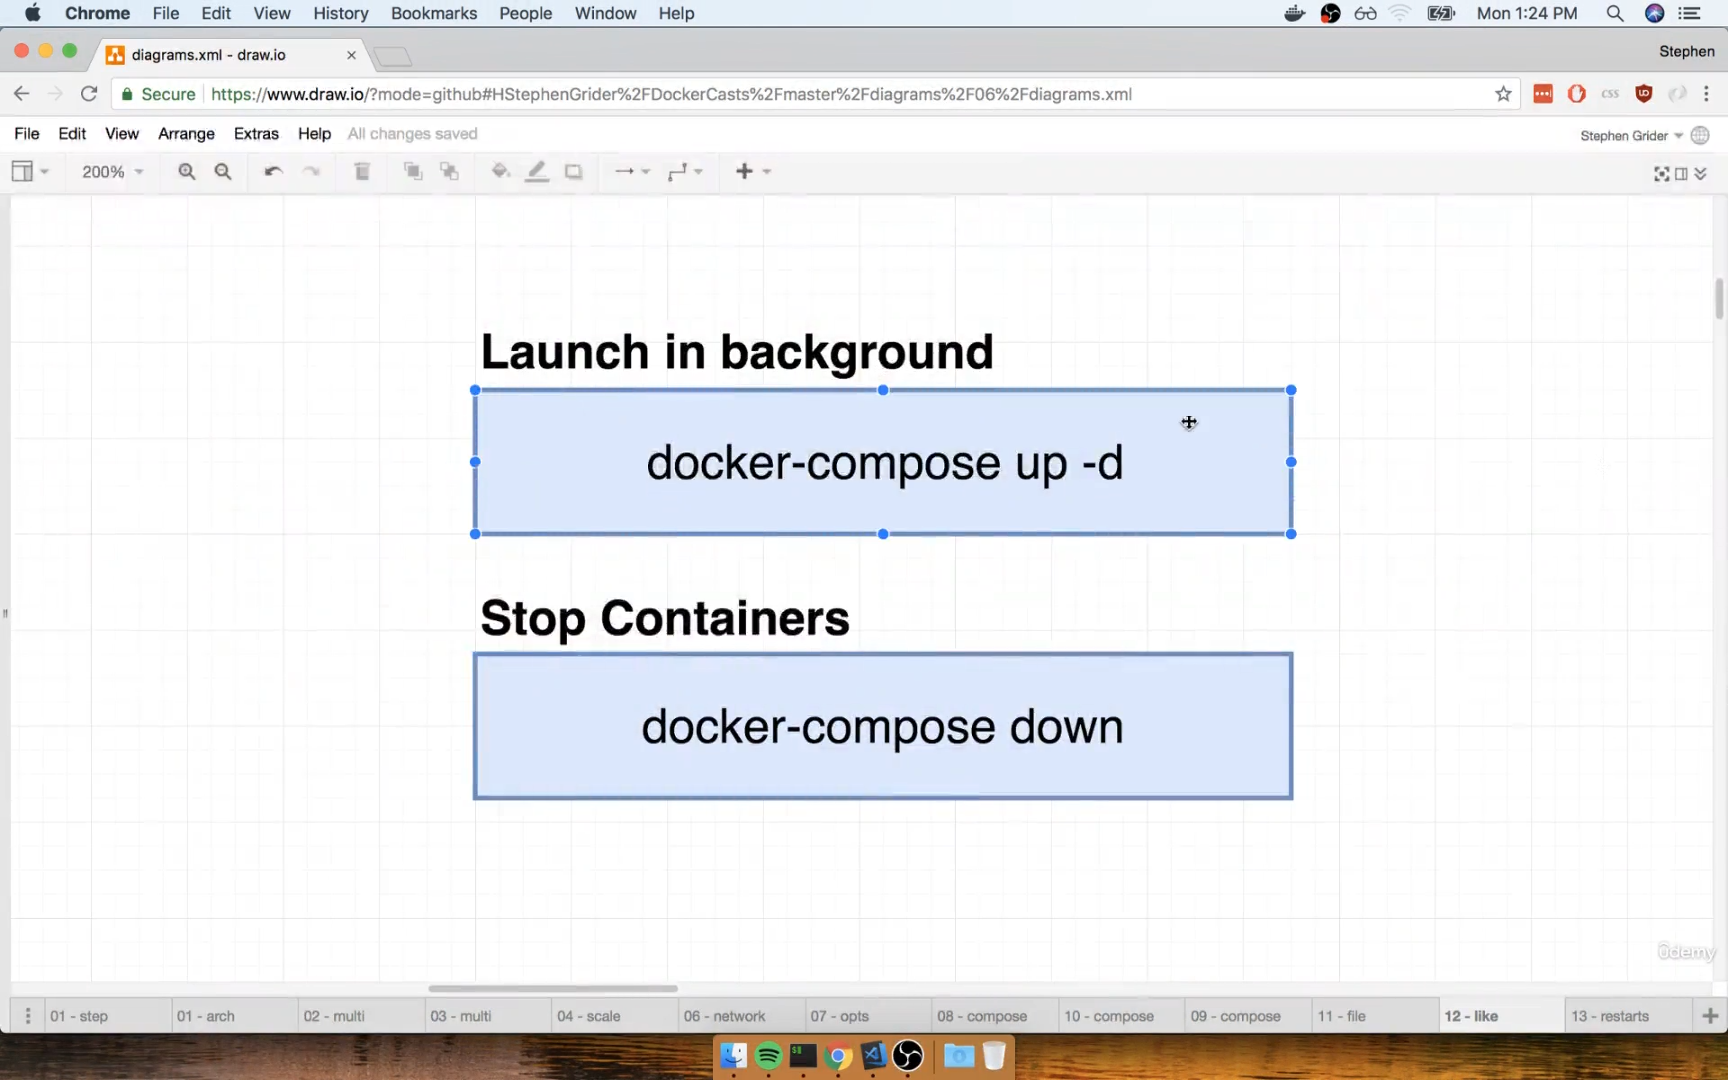 Chrome File Edit View History Bookmarks People Window Help Mon 1:24 PM
diagrams.xml - draw.io Stephen
Secure https://www.draw.io/?mode=github#HStephenGrider%2FDockerCasts%2Fmaster%2Fdiagrams%2F06%2Fdiagrams.xml CSS
File Edit View Arrange Extras Help All changes saved Stephen Grider
200%
Launch in background
docker-compose up -d
Stop Containers
docker-compose down
ûdemy
01 - step 01 - arch 02 - multi 03 - multi 04 - scale 06 - network 07 - opts 08 - compose 10 - compose 09 - compose 11 - file 12 - like 13 - restarts